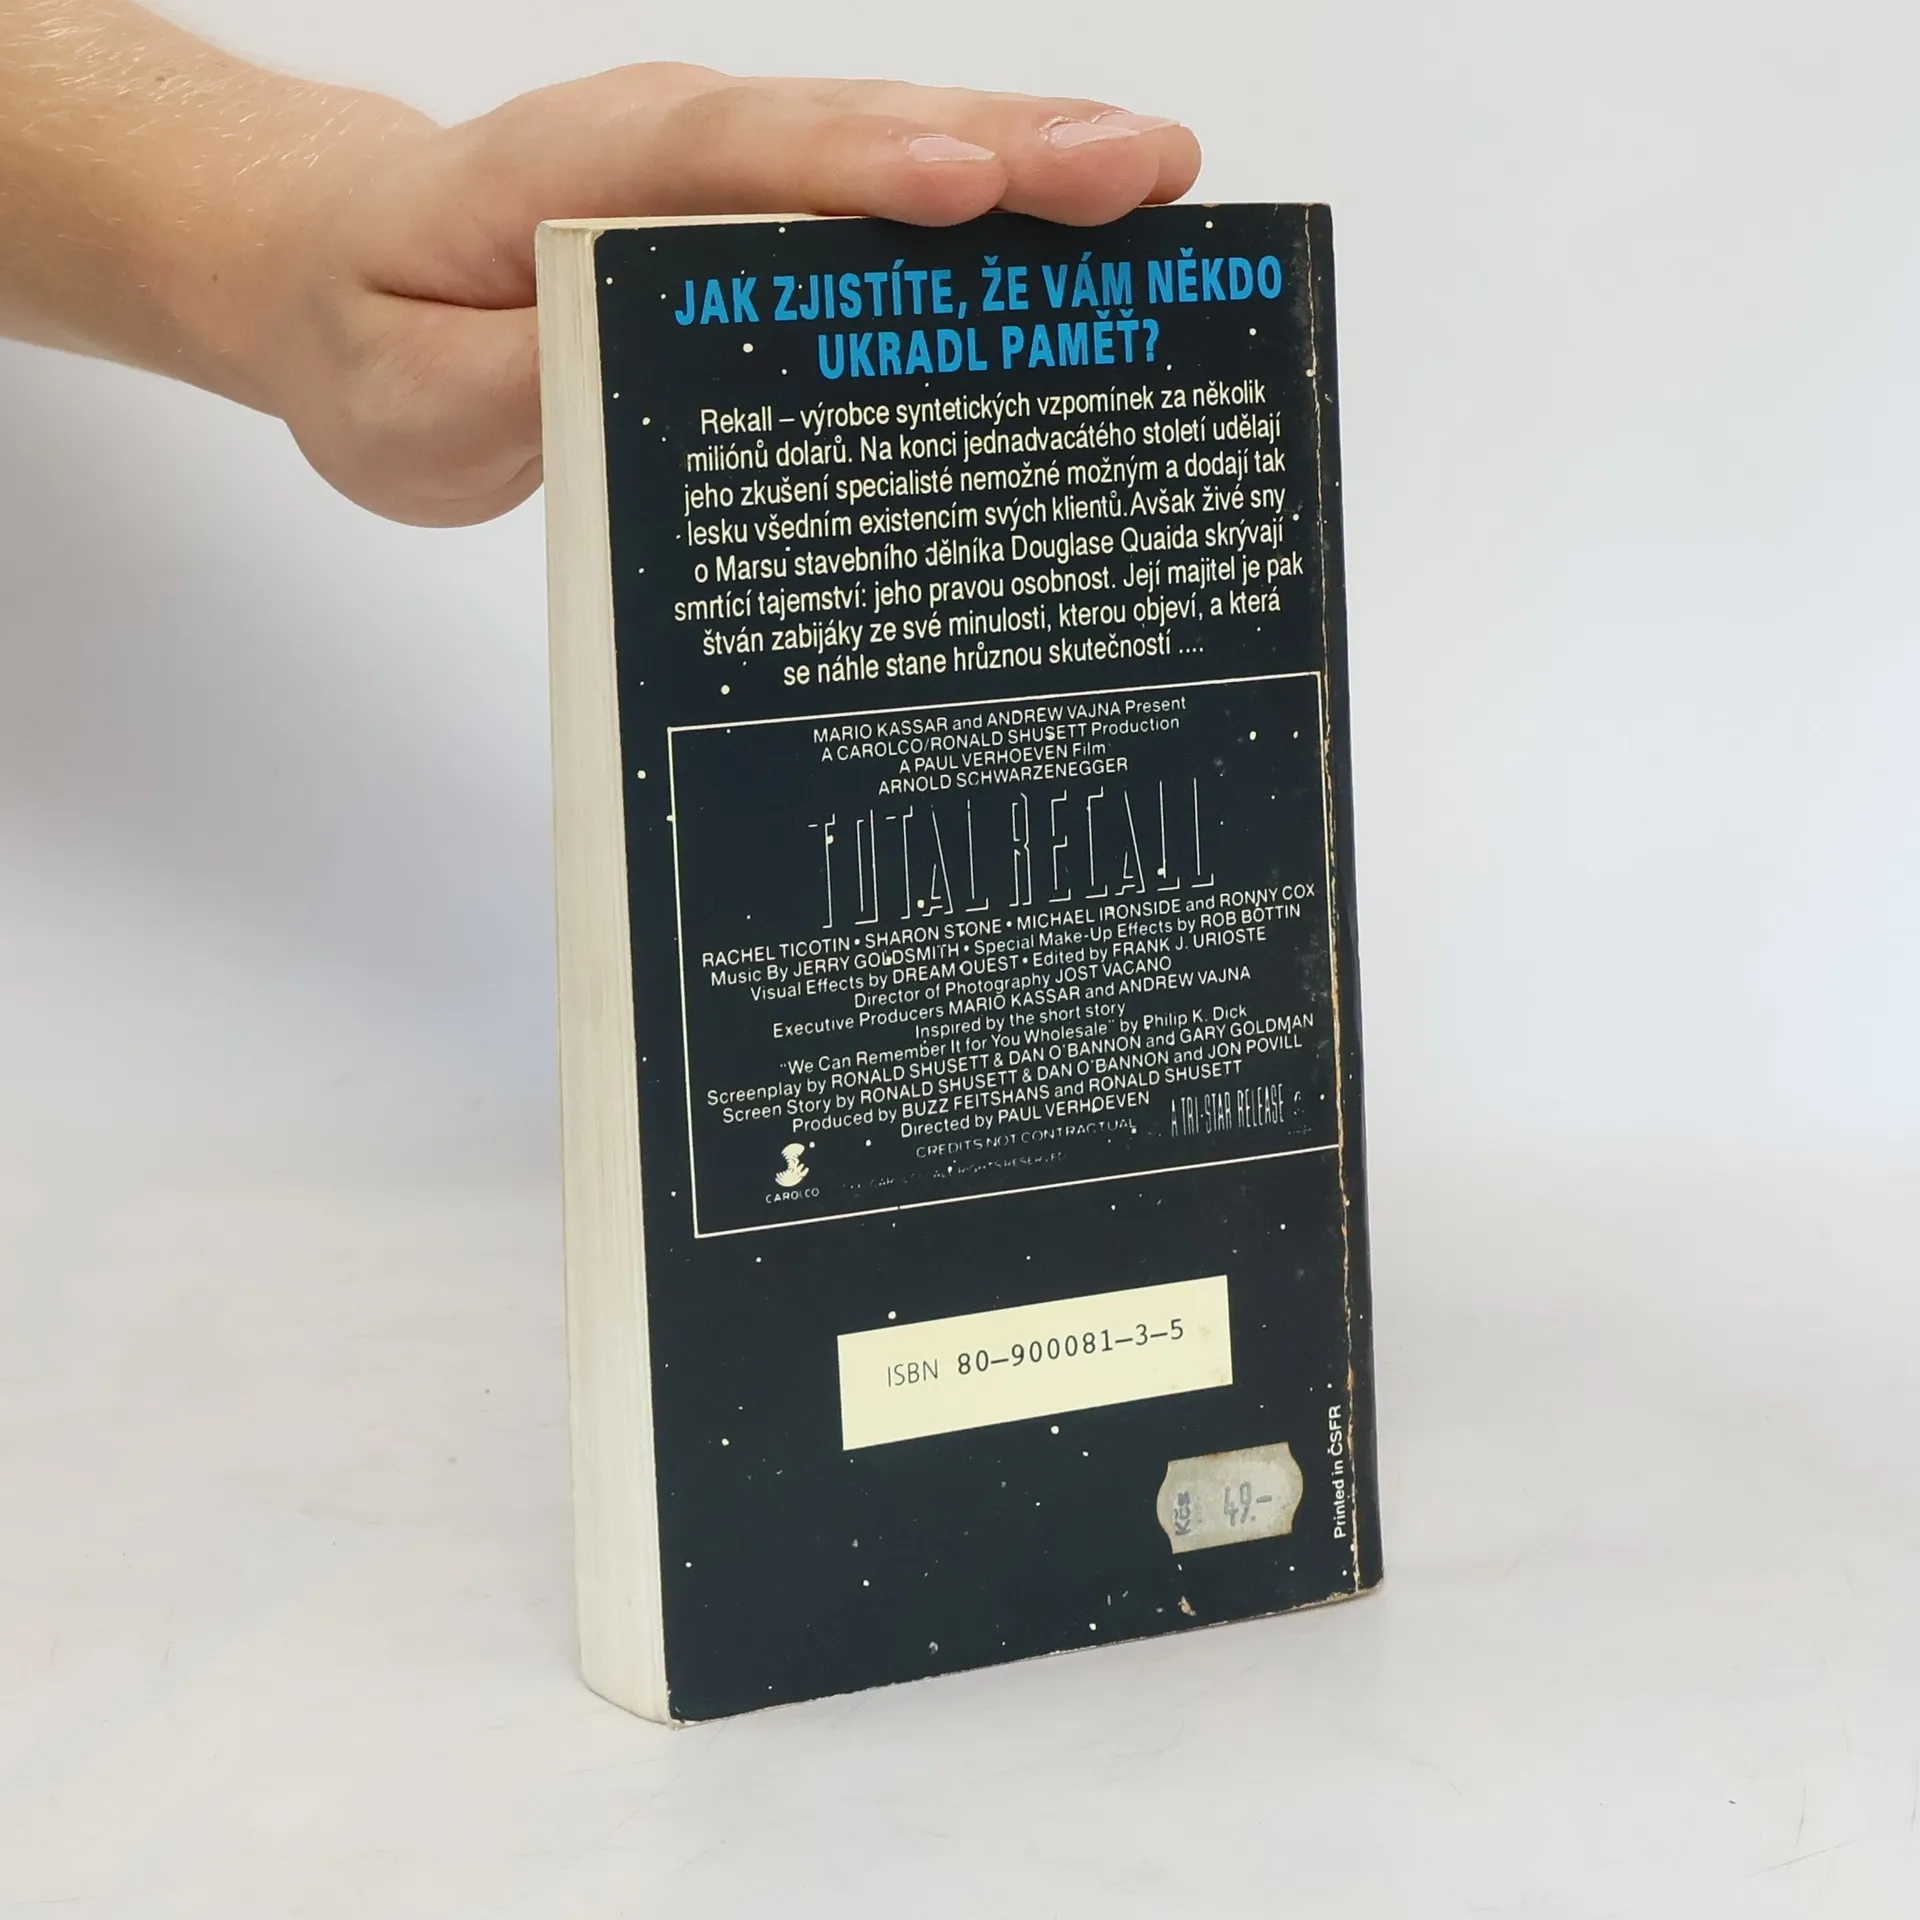 JAK ZJISTÍTE, ŽE VÁM NĚKDO
UKRADL PAMĚŤ?
Rekall – výrobce syntetických vzpomínek za několik
miliónů dolarů. Na konci jednadvacátého století udělají
jeho zkušení specialisté nemožné možným a dodají tak
lesku všedním existencím svých klientů. Avšak živé sny
o Marsu stavebního dělníka Douglase Quaida skrývají
smrtící tajemství: jeho pravou osobnost. Její majitel je pak
štván zabijáky ze své minulosti, kterou objeví, a která
se náhle stane hrůznou skutečností ....
MARIO KASSAR and ANDREW VAJNA Present
A CAROLCO/RONALD SHUSETT Production
A PAUL VERHOEVEN Film
ARNOLD SCHWARZENEGGER
TOTAL RECALL
RACHEL TICOTIN • SHARON STONE • MICHAEL IRONSIDE and RONNY COX
Music By JERRY GOLDSMITH • Special Make-Up Effects by ROB BOTTIN
Visual Effects by DREAM QUEST • Edited by FRANK J. URIOSTE
Director of Photography JOST VACANO
Executive Producers MARIO KASSAR and ANDREW VAJNA
Inspired by the short story
"We Can Remember It for You Wholesale" by Philip K. Dick
Screenplay by RONALD SHUSETT & DAN O'BANNON and GARY GOLDMAN
Screen Story by RONALD SHUSETT & DAN O'BANNON and JON POVILL
Produced by BUZZ FEITSHANS and RONALD SHUSETT
Directed by PAUL VERHOEVEN
A TRI-STAR RELEASE
CREDITS NOT CONTRACTUAL
RIGHTS RESERVED
CAROLCO
ISBN 80–900081–3–5
Kčs 49.–
Printed in ČSFR